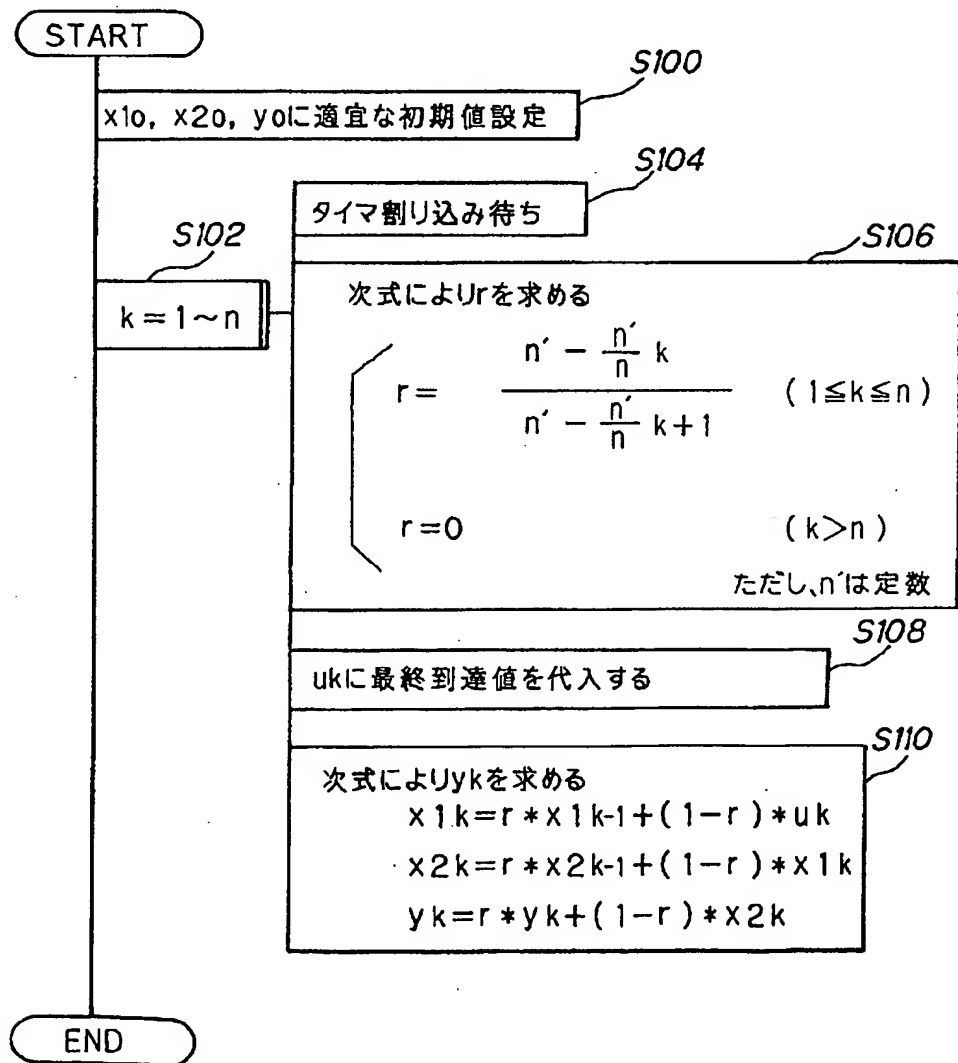 START
S100
x1o, x2o, yoに適宜な初期値設定
S104
タイマ割り込み待ち
S102
k=1~n
S106
次式によりrを求める
r= n′ - n′/n k / n′ - n′/n k+1 (1≦k≦n)
r=0 (k>n)
ただし、n′は定数
S108
ukに最終到達値を代入する
S110
次式によりykを求める
x1k=r*x1k-1+(1-r)*uk
x2k=r*x2k-1+(1-r)*x1k
yk=r*yk+(1-r)*x2k
END